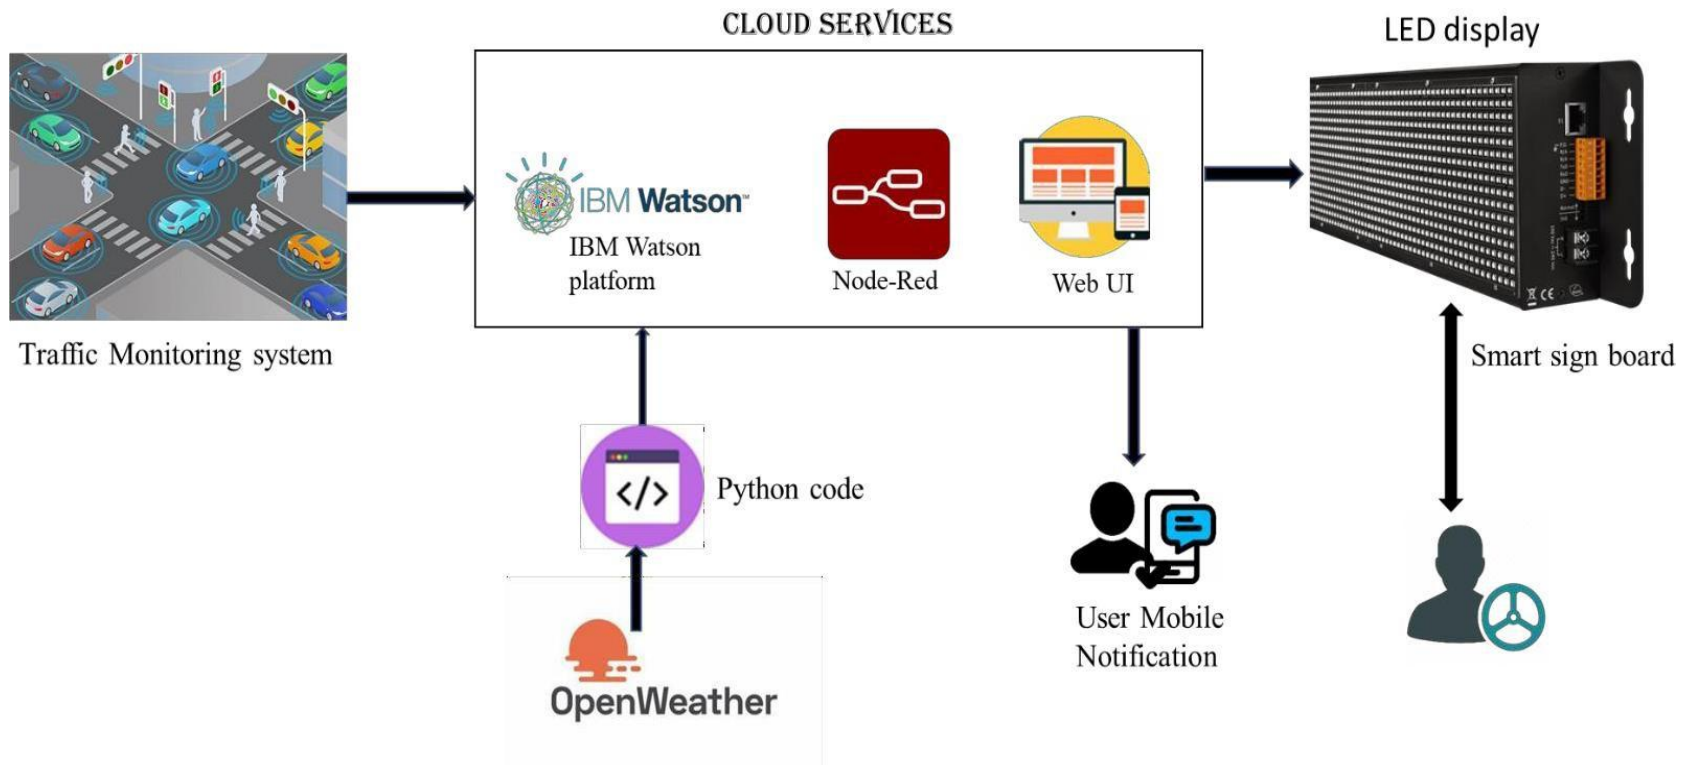 CLOUD SERVICES
LED display
IBM Watson™
IBM Watson
platform
Node-Red
Web UI
Traffic Monitoring system
Smart sign board
</>
Python code
User Mobile
Notification
OpenWeather